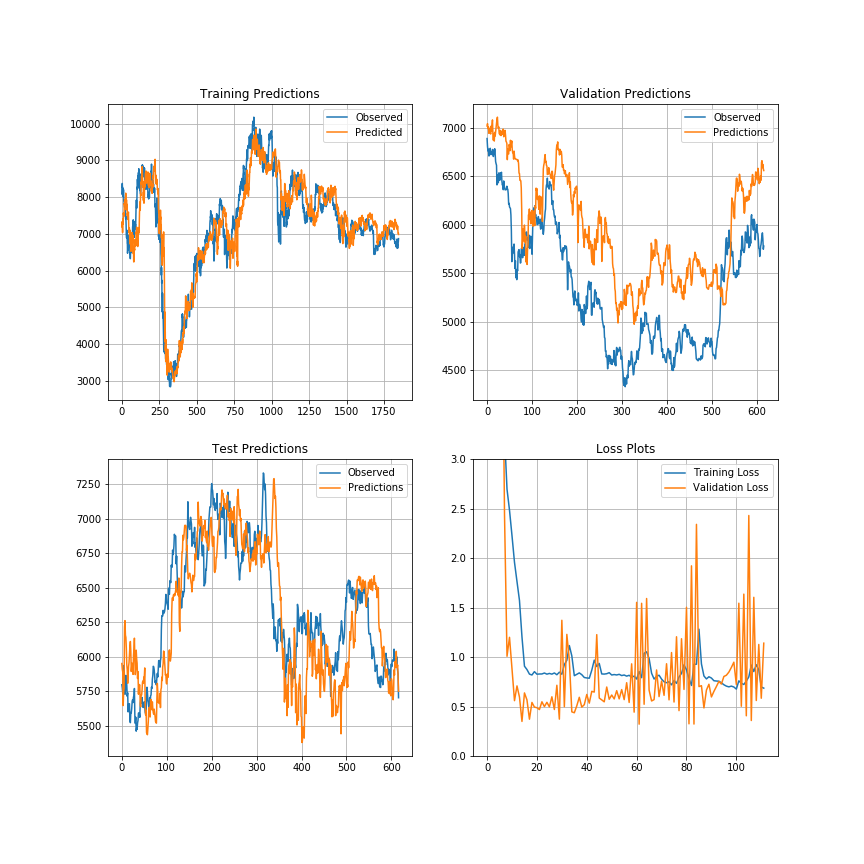 Training Predictions
Observed
Predicted
10000
9000
8000
7000
6000
5000
4000
3000
0 250 500 750 1000 1250 1500 1750
Validation Predictions
Observed
Predictions
7000
6500
6000
5500
5000
4500
0 100 200 300 400 500 600
Test Predictions
Observed
Predictions
7250
7000
6750
6500
6250
6000
5750
5500
0 100 200 300 400 500 600
Loss Plots
Training Loss
Validation Loss
3.0
2.5
2.0
1.5
1.0
0.5
0.0
0 20 40 60 80 100